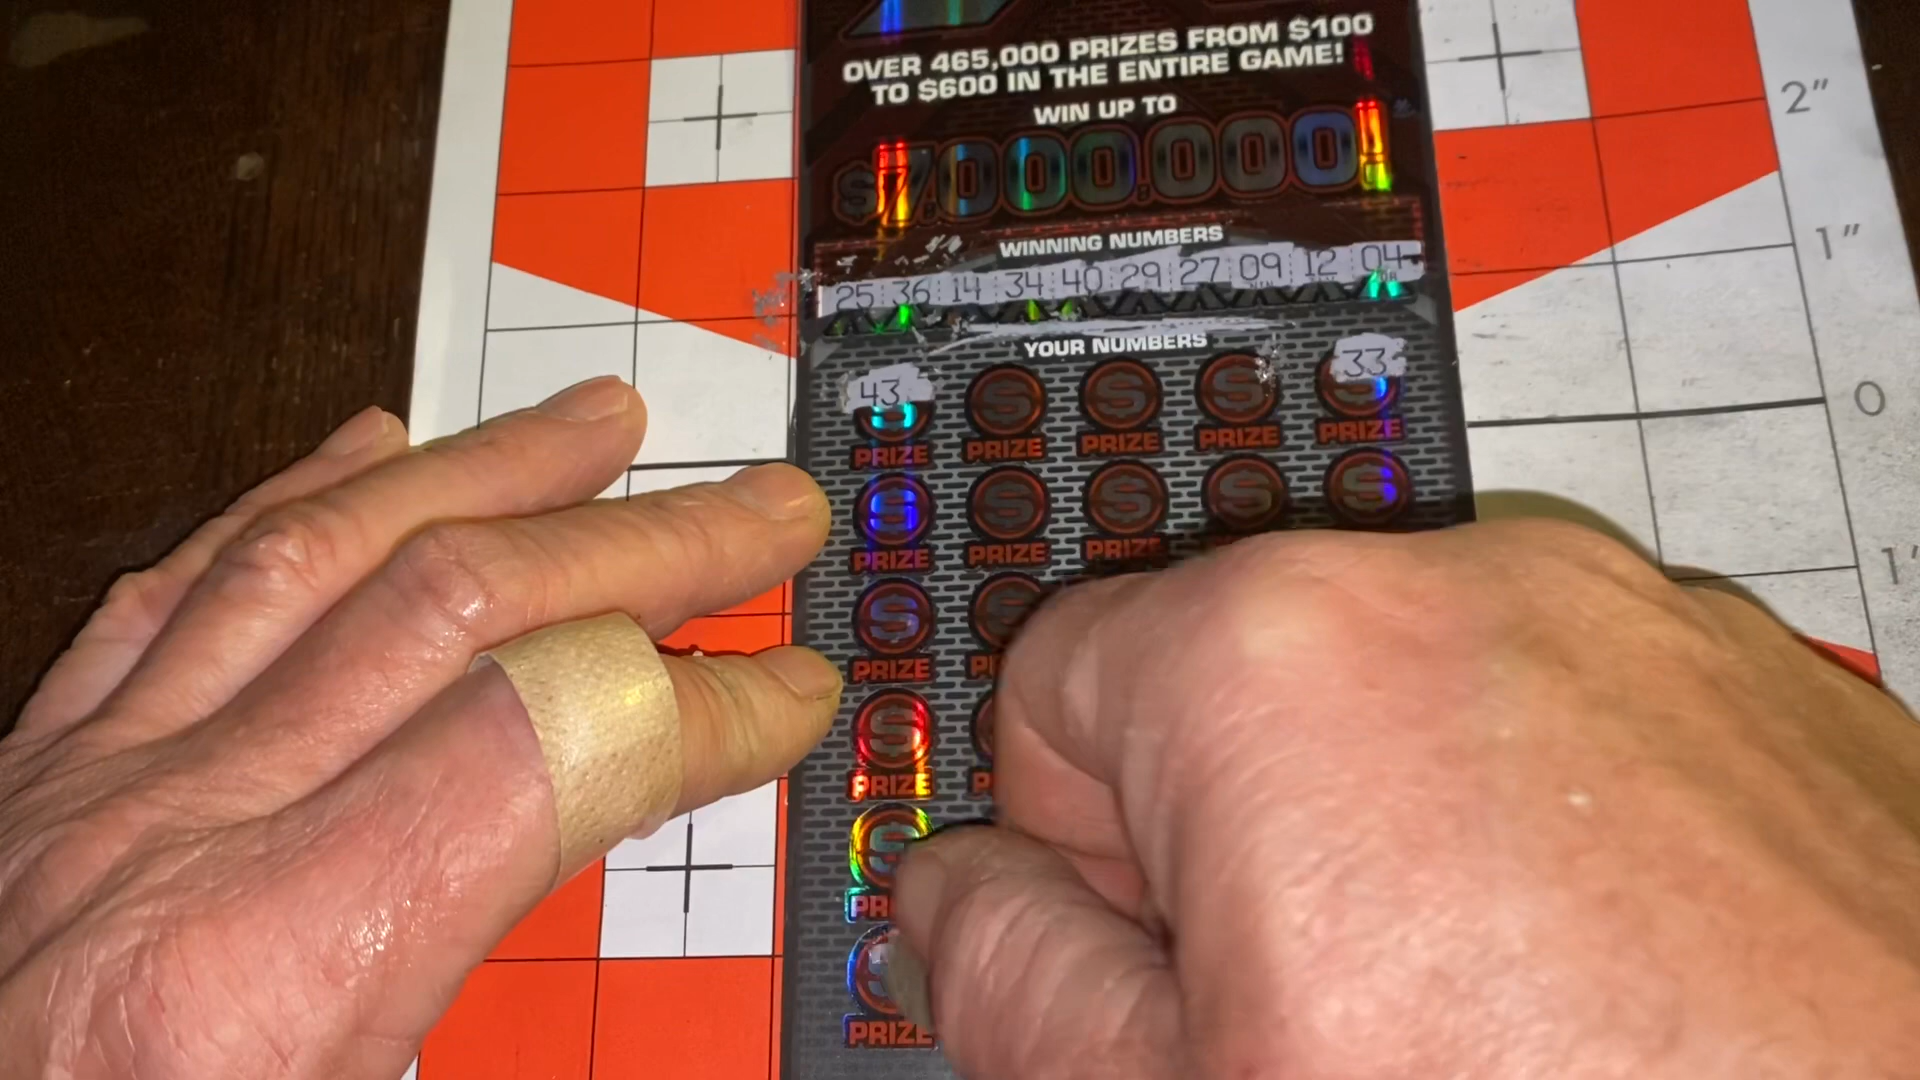 OVER 465,000 PRIZES FROM $100
TO $600 IN THE ENTIRE GAME!
WIN UP TO
$7,000,000!
WINNING NUMBERS
25 36 14 34 40 29 27 09 12 04
YOUR NUMBERS
43 33
PRIZE PRIZE PRIZE PRIZE PRIZE
PRIZE PRIZE PRIZE
PRIZE
PRIZE
PRIZE
2"
1"
0
1"